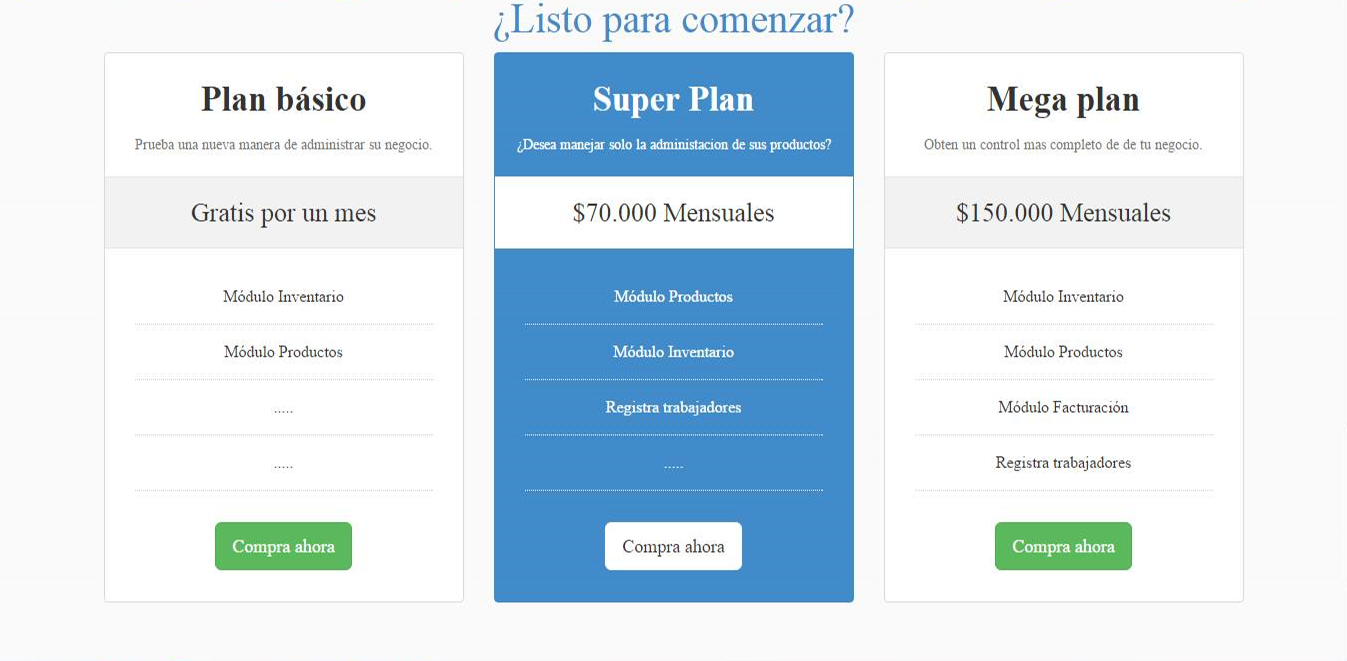 ¿Listo para comenzar?
Plan básico
Prueba una nueva manera de administrar su negocio.
Gratis por un mes
Módulo Inventario
Módulo Productos
.....
.....
Compra ahora
Super Plan
¿Desea manejar solo la administacion de sus productos?
$70.000 Mensuales
Módulo Productos
Módulo Inventario
Registra trabajadores
.....
Compra ahora
Mega plan
Obten un control mas completo de de tu negocio.
$150.000 Mensuales
Módulo Inventario
Módulo Productos
Módulo Facturación
Registra trabajadores
Compra ahora